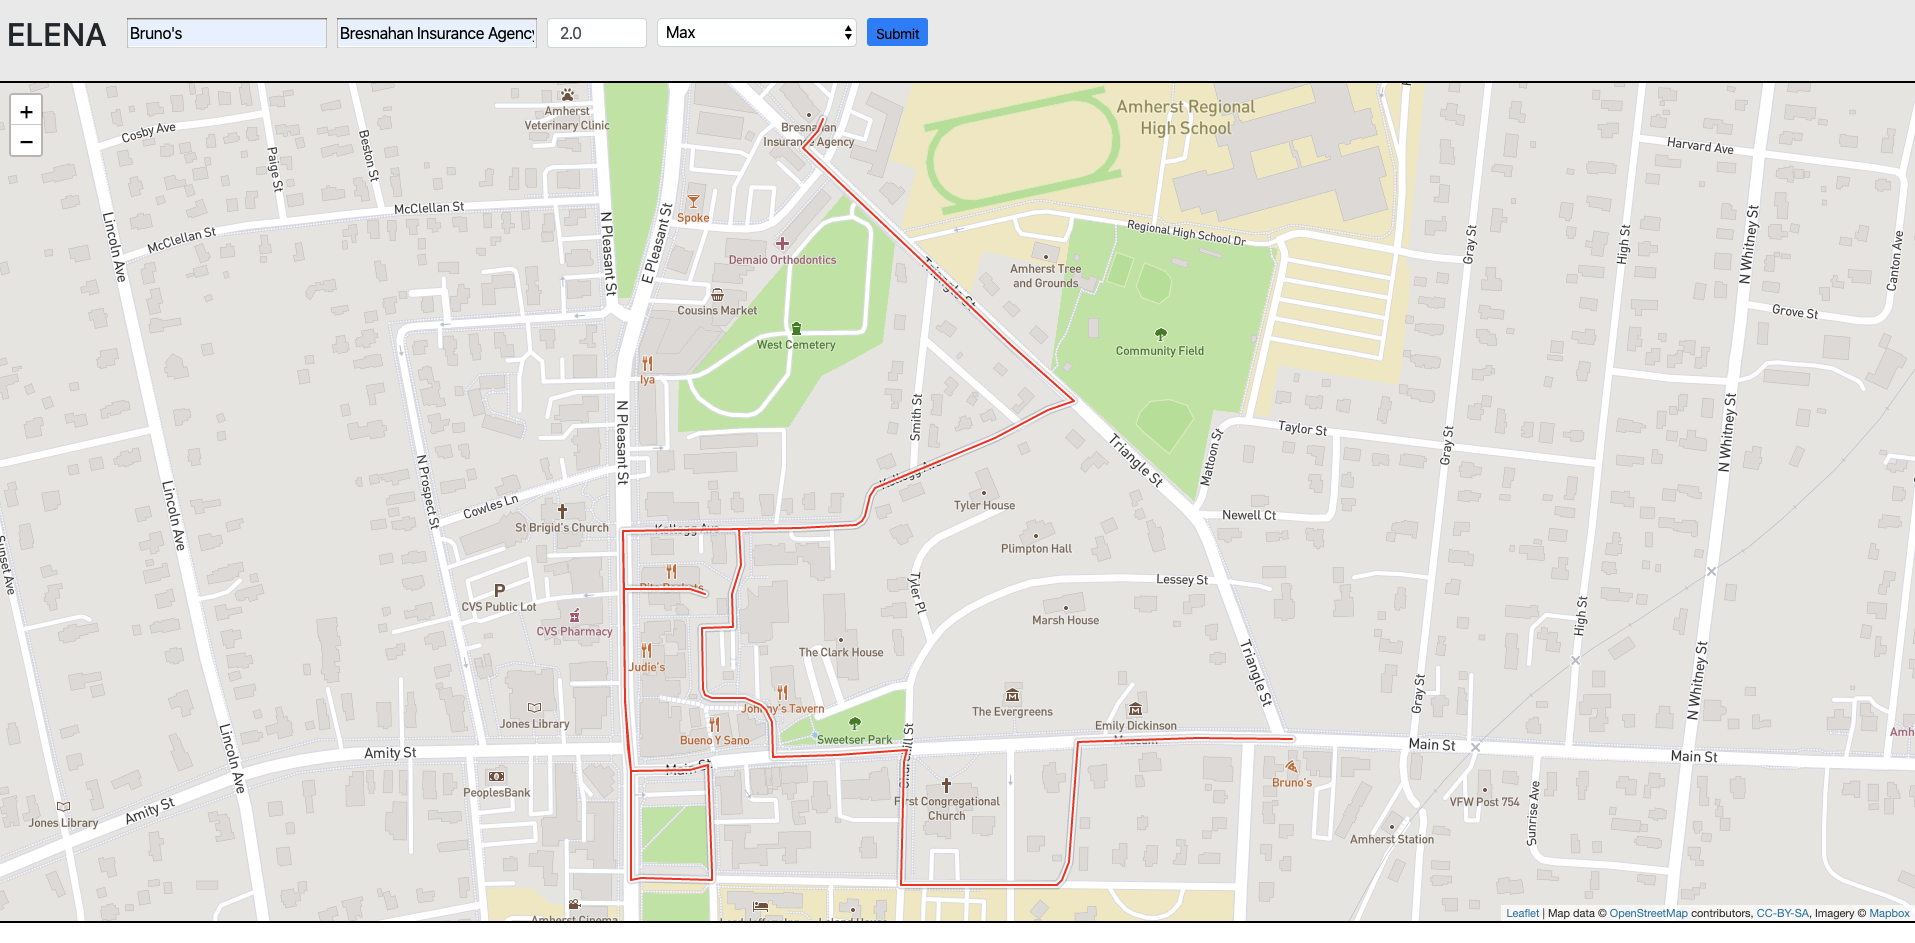 ELENA
Bruno's
Bresnahan Insurance Agency
2.0
Max
Submit
+
−
Amherst
Veterinary Clinic
Bresnahan
Insurance Agency
Amherst Regional
High School
Cosby Ave
Paige St
Beston St
Harvard Ave
McClellan St
McClellan St
Lincoln Ave
N Pleasant St
E Pleasant St
Spoke
Demaio Orthodontics
Regional High School Dr
Gray St
High St
N Whitney St
Canton Ave
Triangle St
Amherst Tree
and Grounds
Cousins Market
West Cemetery
Community Field
Grove St
Iya
N Pleasant St
Smith St
Triangle St
Mattoon St
Taylor St
Gray St
N Whitney St
Kellogg Ave
Lincoln Ave
N Prospect St
Cowles Ln
St Brigid's Church
Tyler House
Newell Ct
Kellogg Ave
Plimpton Hall
Sunset Ave
Tyler Pl
Lessey St
P
CVS Public Lot
CVS Pharmacy
Marsh House
High St
The Clark House
Judie's
Triangle St
Gray St
N Whitney St
Johnny's Tavern
Jones Library
Bueno Y Sano
Sweetser Park
The Evergreens
Emily Dickinson
Museum
Lincoln Ave
Amity St
Main St
Churchill St
Main St
Main St
Amh
PeoplesBank
Bruno's
First Congregational
Church
VFW Post 754
Sunrise Ave
Amity St
Jones Library
Amherst Station
Amherst Cinema
Leaflet | Map data © OpenStreetMap contributors, CC-BY-SA, Imagery © Mapbox